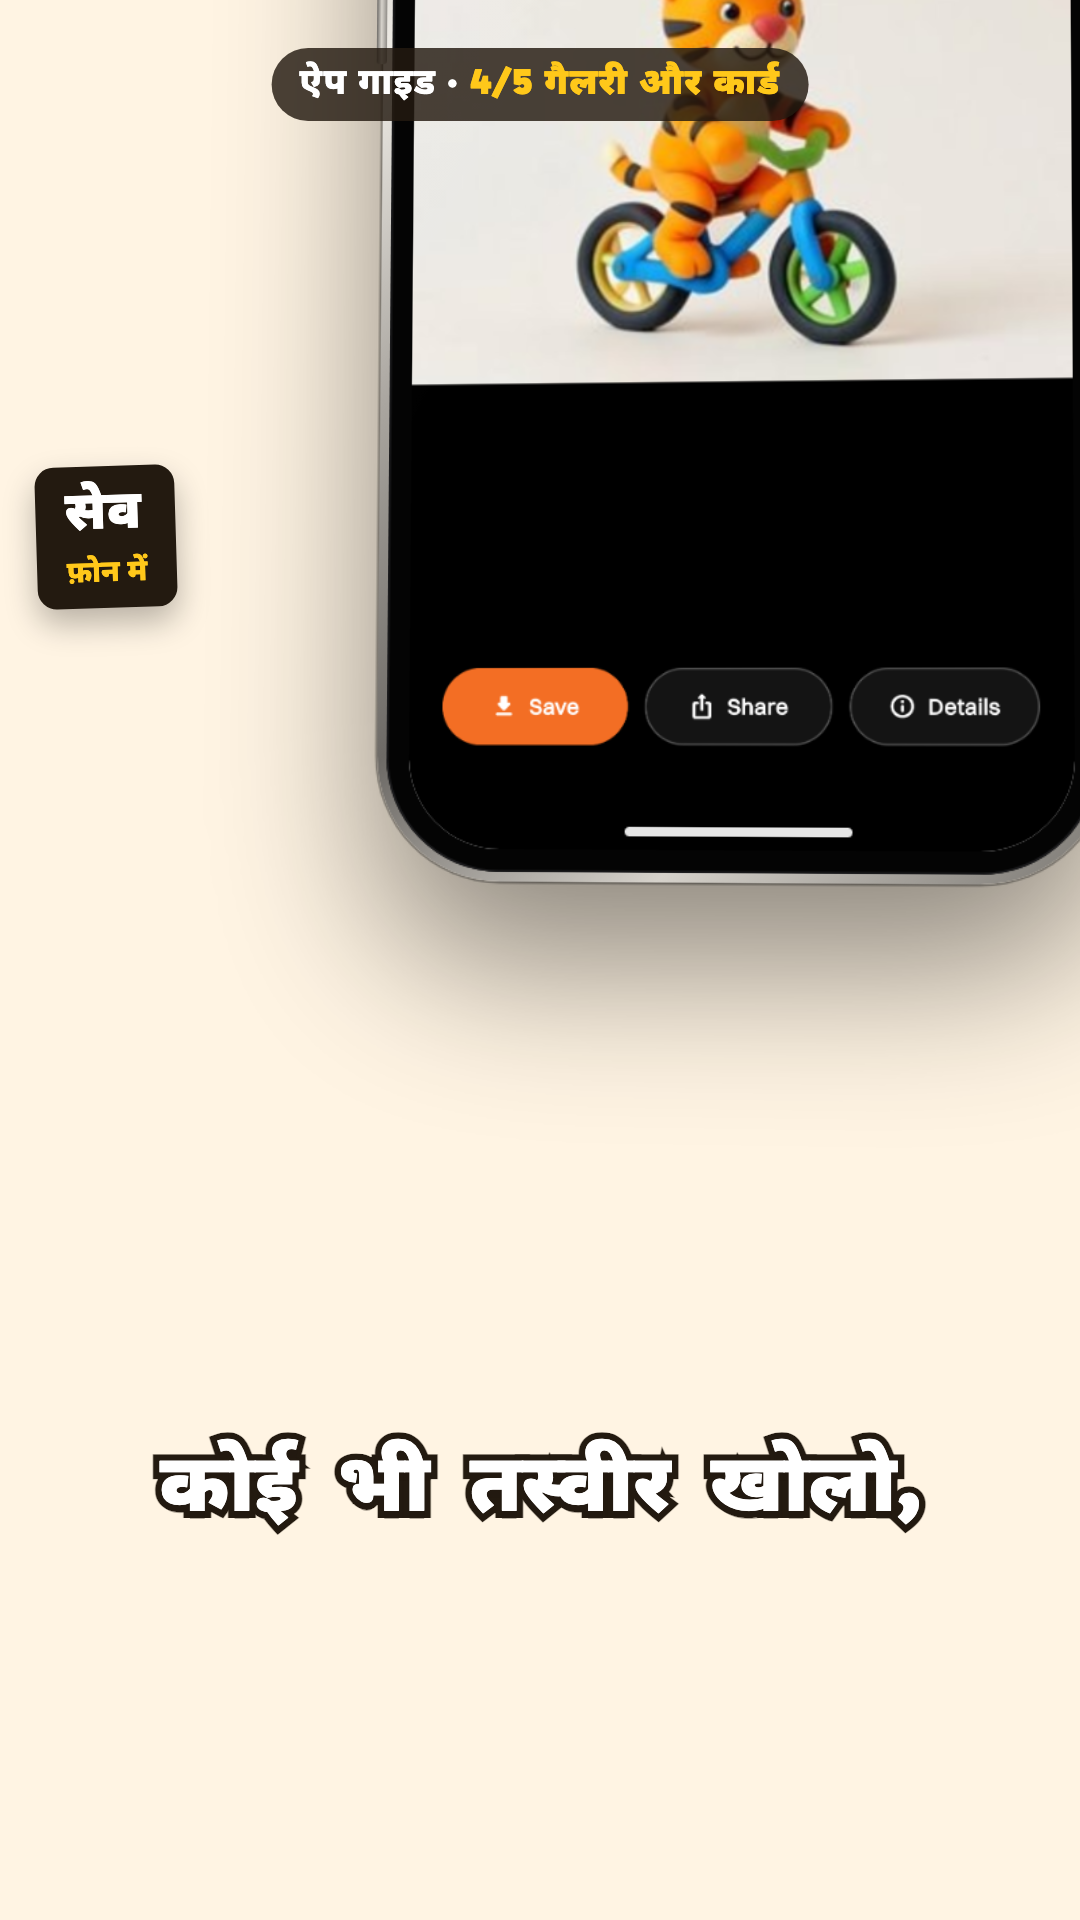 ऐप गाइड • 4/5 गैलरी और कार्ड
सेव
फ़ोन में
Save
Share
Details
कोई भी तस्वीर खोलो,